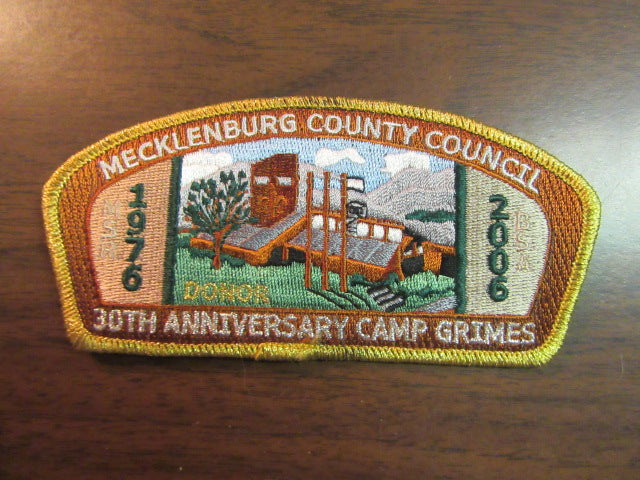 MECKLENBURG COUNTY COUNCIL
1976
2006
DONOR
30TH ANNIVERSARY CAMP GRIMES